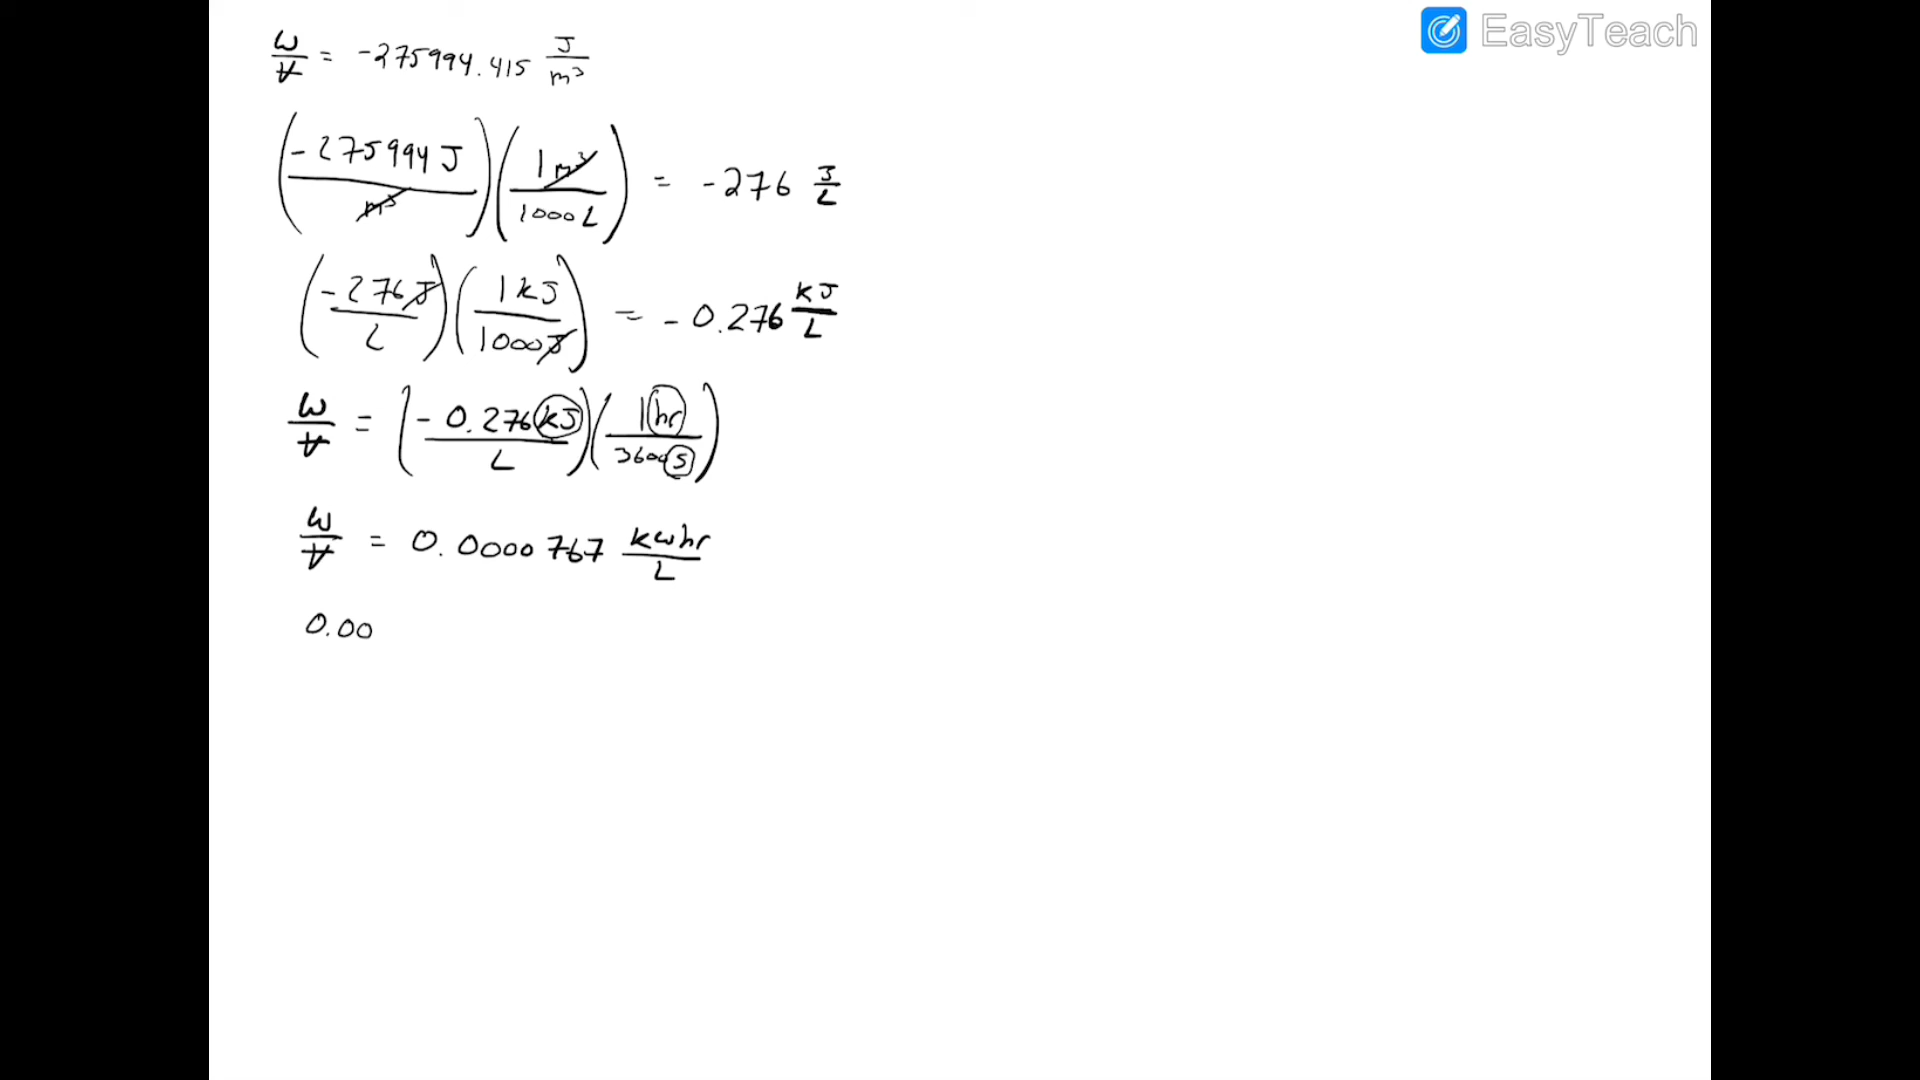 EasyTeach
W/V = -275994.415 J/m³
(-275994 J / m³)(1 m³ / 1000 L) = -276 J/L
(-276 J / L)(1 kJ / 1000 J) = -0.276 kJ/L
W/V = (-0.276 kJ / L)(1 hr / 3600 s)
W/V = 0.0000767 kwhr/L
0.00